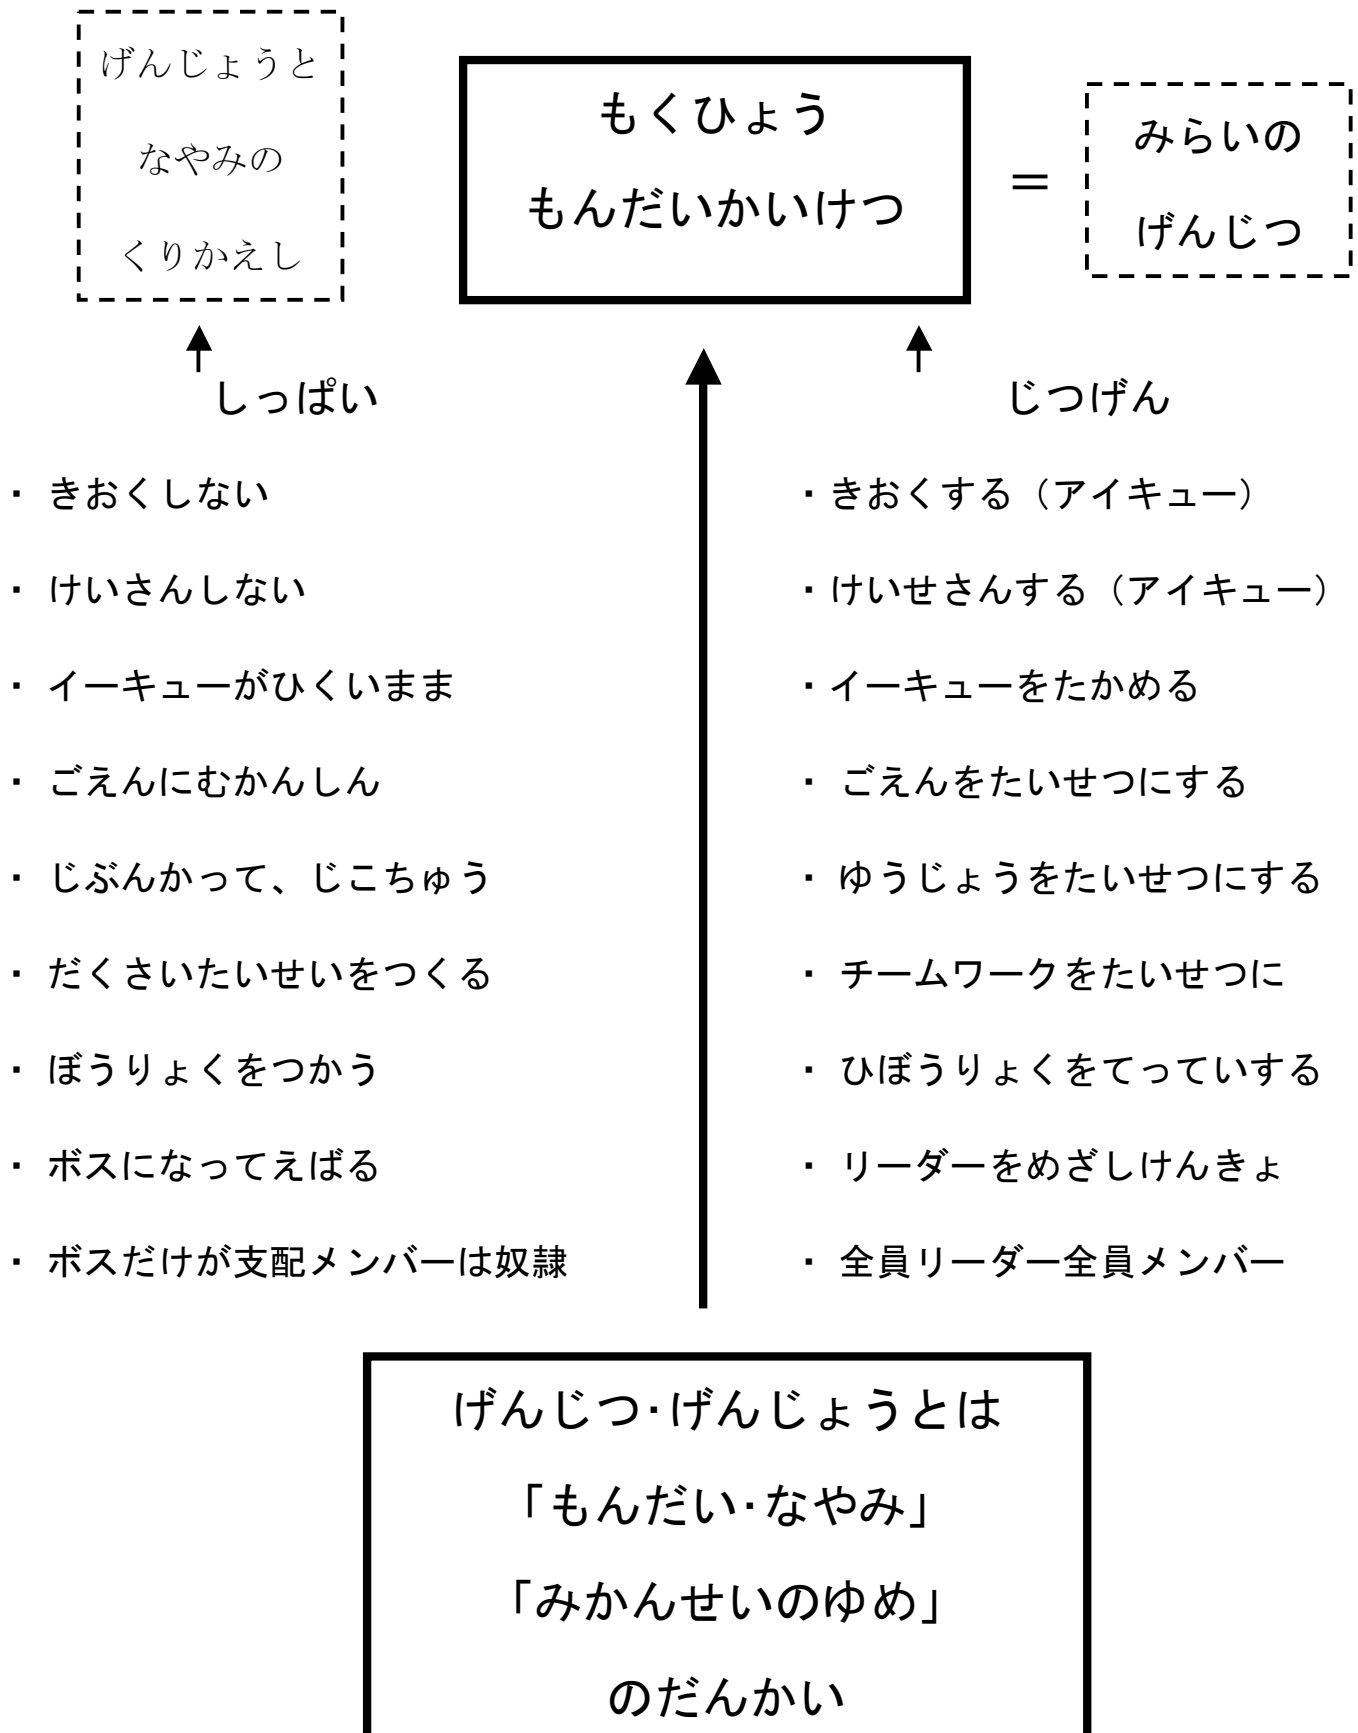 げんじょうと
なやみの
くりかえし
もくひょう
もんだいかいけつ
＝
みらいの
げんじつ
しっぱい
・ きおくしない
・ けいさんしない
・ イーキューがひくいまま
・ ごえんにむかんしん
・ じぶんかって、じこちゅう
・ だくさいたいせいをつくる
・ ぼうりょくをつかう
・ ボスになってえばる
・ ボスだけが支配メンバーは奴隷
じつげん
・きおくする（アイキュー）
・けいせさんする（アイキュー）
・イーキューをたかめる
・ ごえんをたいせつにする
・ ゆうじょうをたいせつにする
・ チームワークをたいせつに
・ ひぼうりょくをてっていする
・ リーダーをめざしけんきょ
・ 全員リーダー全員メンバー
げんじつ・げんじょうとは
「もんだい・なやみ」
「みかんせいのゆめ」
のだんかい